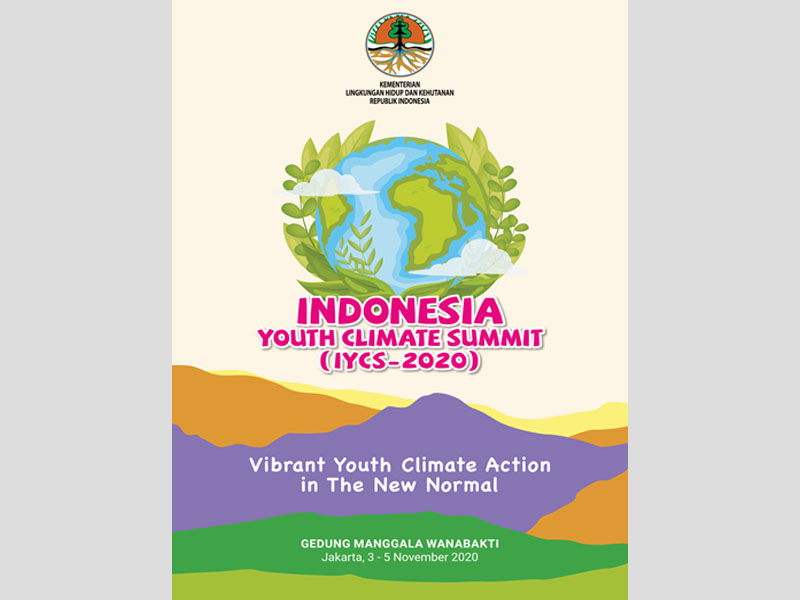 KEMENTERIAN
LINGKUNGAN HIDUP DAN KEHUTANAN
REPUBLIK INDONESIA
INDONESIA
YOUTH CLIMATE SUMMIT
(IYCS-2020)
Vibrant Youth Climate Action
in The New Normal
GEDUNG MANGGALA WANABAKTI
Jakarta, 3 - 5 November 2020